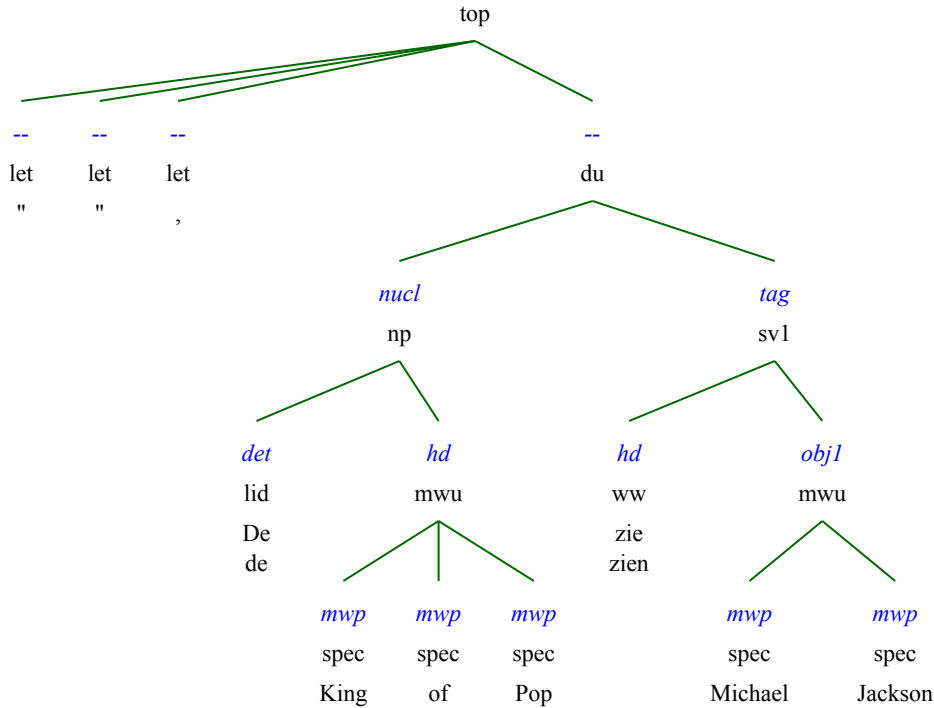 top
-- -- -- --
let let let du
" " ,
nucl tag
np sv1
det hd hd obj1
lid mwu ww mwu
De zie
de zien
mwp mwp mwp mwp mwp
spec spec spec spec spec
King of Pop Michael Jackson